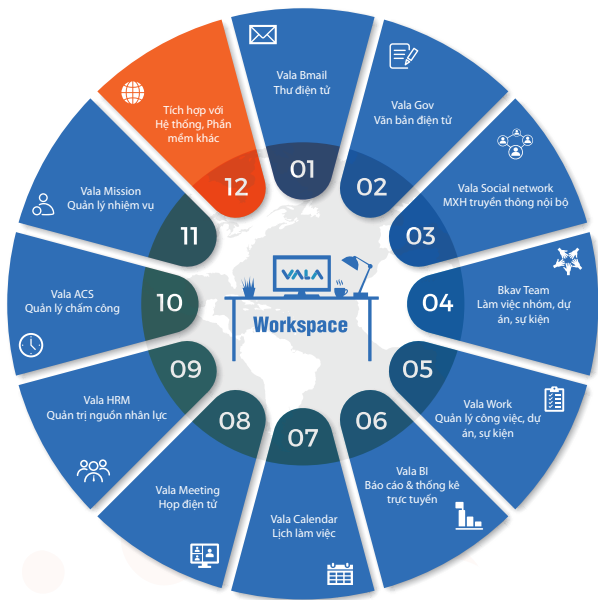 Vala Bmail
Thư điện tử
01
Vala Gov
Văn bản điện tử
02
Vala Social network
MXH truyền thông nội bộ
03
Bkav Team
Làm việc nhóm, dự
án, sự kiện
04
Vala Work
Quản lý công việc, dự
án, sự kiện
05
Vala BI
Báo cáo & thống kê
trực tuyến
06
Vala Calendar
Lịch làm việc
07
Vala Meeting
Họp điện tử
08
Vala HRM
Quản trị nguồn nhân lực
09
Vala ACS
Quản lý chấm công
10
Vala Mission
Quản lý nhiệm vụ
11
Tích hợp với
Hệ thống, Phần
mềm khác
12
VALA
Workspace